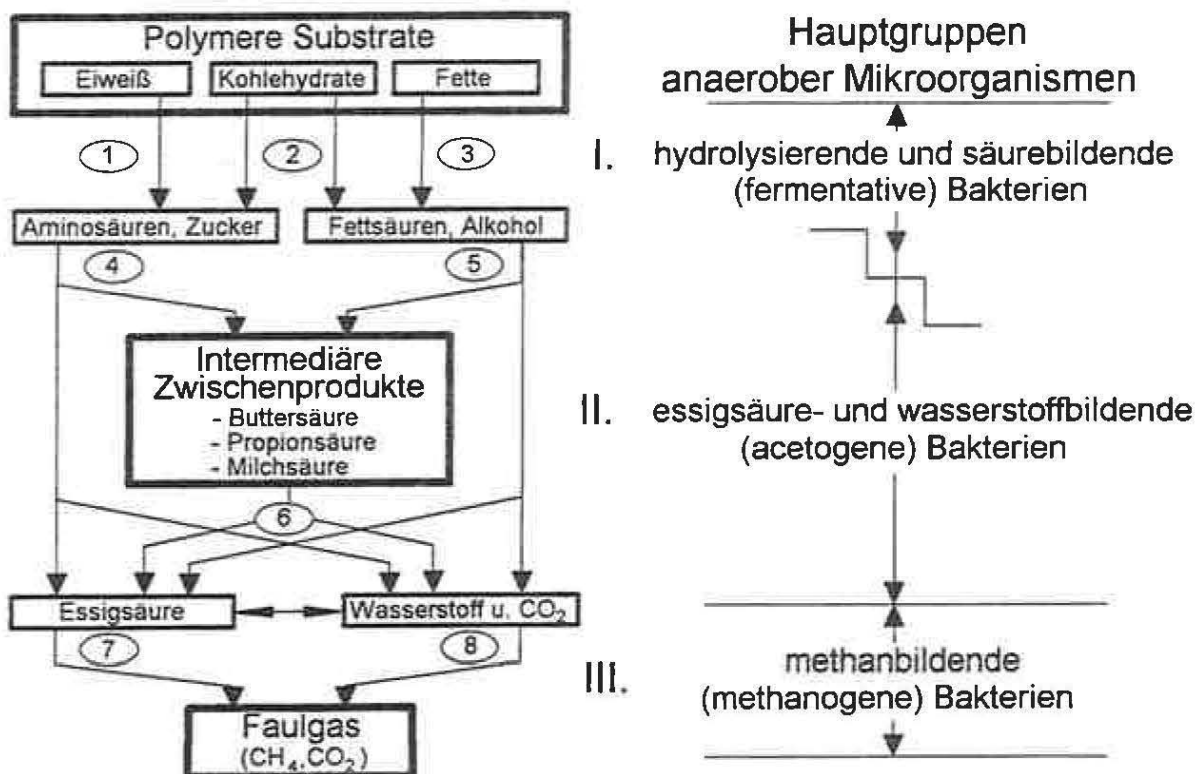 Polymere Substrate
Eiweiß
Kohlehydrate
Fette
1
2
3
Aminosäuren, Zucker
Fettsäuren, Alkohol
4
5
Intermediäre
Zwischenprodukte
- Buttersäure
- Propionsäure
- Milchsäure
6
Essigsäure
Wasserstoff u. CO₂
7
8
Faulgas
(CH₄,CO₂)
Hauptgruppen
anaerober Mikroorganismen
I. hydrolysierende und säurebildende
(fermentative) Bakterien
II. essigsäure- und wasserstoffbildende
(acetogene) Bakterien
III. methanbildende
(methanogene) Bakterien